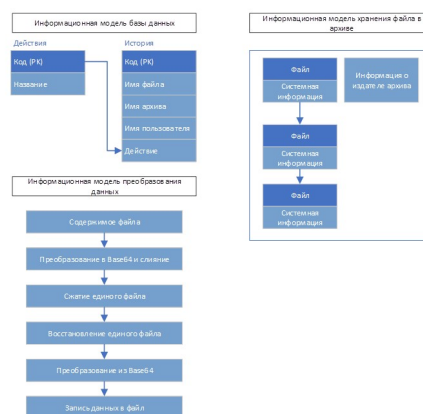 Информационная модель базы данных
Действия
Код (PK)
Название
История
Код (PK)
Имя файла
Имя архива
Имя пользователя
Действие
Информационная модель преобразования
данных
Содержимое файла
Преобразование в Base64 и слияние
Сжатие единого файла
Восстановление единого файла
Преобразование из Base64
Запись данных в файл
Информационная модель хранения файла в
архиве
Файл
Системная
информация
Информация о
издателе архива
Файл
Системная
информация
Файл
Системная
информация